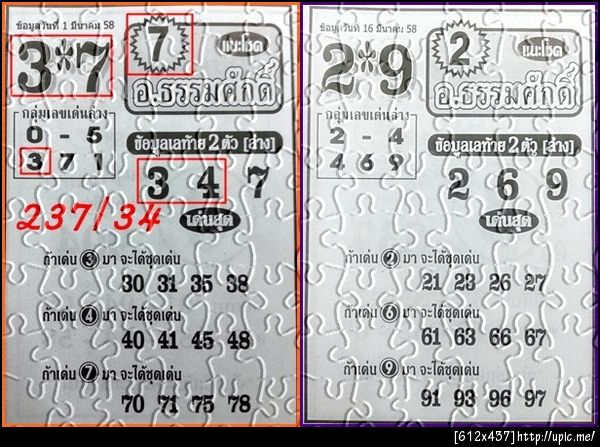 ข้อมูลวันที่ 1 มีนาคม 58
3*7
7
แนะโชค
อ.ธรรมศักดิ์
กลุ่มเลขเด่นล่าง
0 - 5
3 7 1
ข้อมูลเลขท้าย 2 ตัว [ล่าง]
3 4 7
237/34
เด่นสุด
ถ้าเด่น 3 มา จะได้ชุดเด่น
30 31 35 38
ถ้าเด่น 4 มา จะได้ชุดเด่น
40 41 45 48
ถ้าเด่น 7 มา จะได้ชุดเด่น
70 71 75 78
ข้อมูลวันที่ 16 มีนาคม 58
2*9
2
แนะโชค
อ.ธรรมศักดิ์
กลุ่มเลขเด่นล่าง
2 - 4
4 6 9
ข้อมูลเลขท้าย 2 ตัว [ล่าง]
2 6 9
เด่นสุด
ถ้าเด่น 2 มา จะได้ชุดเด่น
21 23 26 27
ถ้าเด่น 6 มา จะได้ชุดเด่น
61 63 66 67
ถ้าเด่น 9 มา จะได้ชุดเด่น
91 93 96 97
[612x437]http://upic.me/